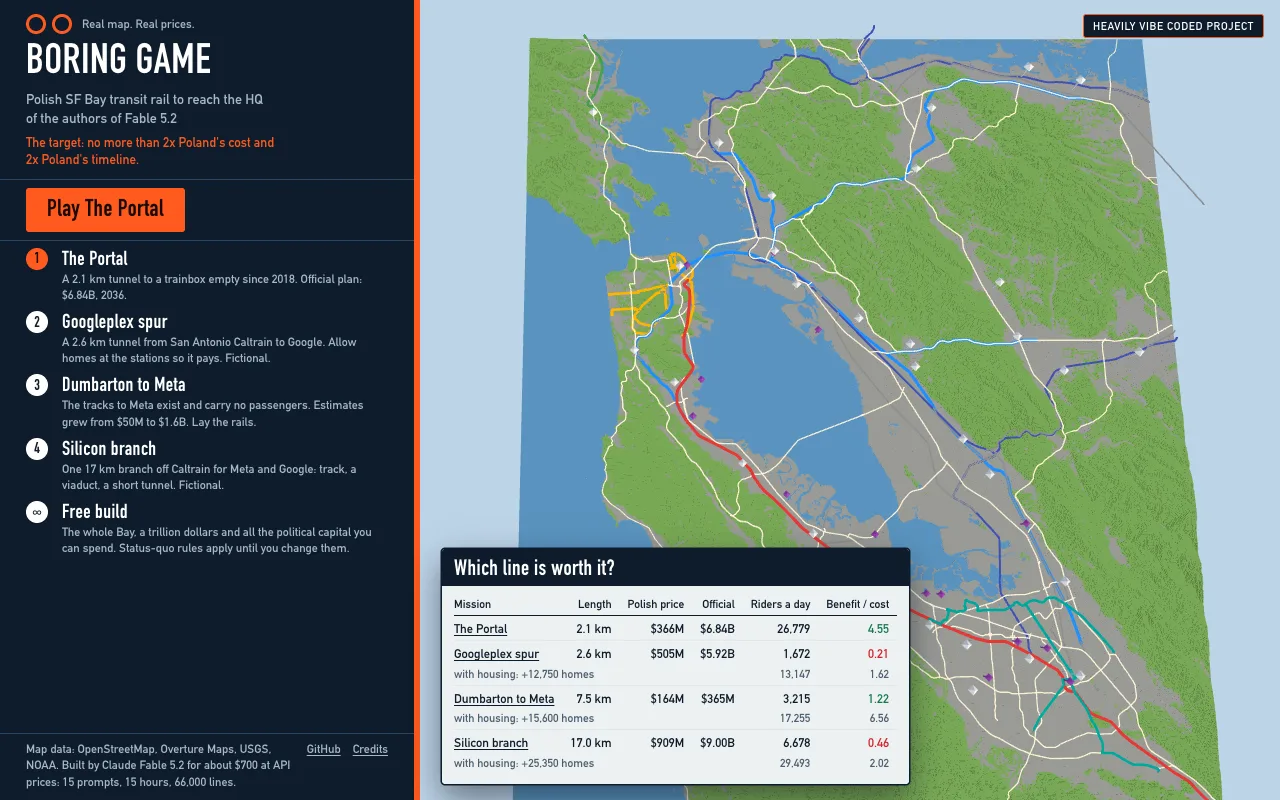 Real map. Real prices.
BORING GAME
Polish SF Bay transit rail to reach the HQ
of the authors of Fable 5.2
The target: no more than 2x Poland's cost and
2x Poland's timeline.
Play The Portal
1 The Portal
A 2.1 km tunnel to a trainbox empty since 2018. Official plan:
$6.84B, 2036.
2 Googleplex spur
A 2.6 km tunnel from San Antonio Caltrain to Google. Allow
homes at the stations so it pays. Fictional.
3 Dumbarton to Meta
The tracks to Meta exist and carry no passengers. Estimates
grew from $50M to $1.6B. Lay the rails.
4 Silicon branch
One 17 km branch off Caltrain for Meta and Google: track, a
viaduct, a short tunnel. Fictional.
∞ Free build
The whole Bay, a trillion dollars and all the political capital you
can spend. Status-quo rules apply until you change them.
Map data: OpenStreetMap, Overture Maps, USGS,
NOAA. Built by Claude Fable 5.2 for about $700 at API
prices: 15 prompts, 15 hours, 66,000 lines.
GitHub Credits
HEAVILY VIBE CODED PROJECT
Which line is worth it?
Mission Length Polish price Official Riders a day Benefit / cost
The Portal 2.1 km $366M $6.84B 26,779 4.55
Googleplex spur 2.6 km $505M $5.92B 1,672 0.21
with housing: +12,750 homes 13,147 1.62
Dumbarton to Meta 7.5 km $164M $365M 3,215 1.22
with housing: +15,600 homes 17,255 6.56
Silicon branch 17.0 km $909M $9.00B 6,678 0.46
with housing: +25,350 homes 29,493 2.02